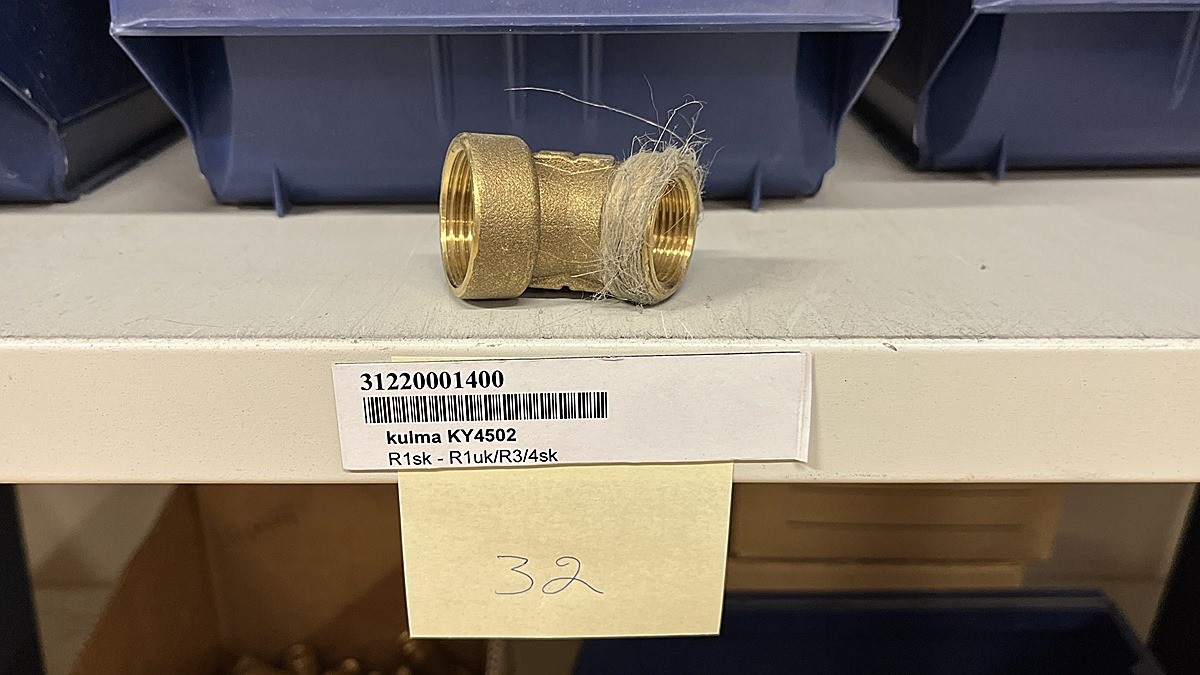 31220001400
kulma KY4502
R1sk - R1uk/R3/4sk
32